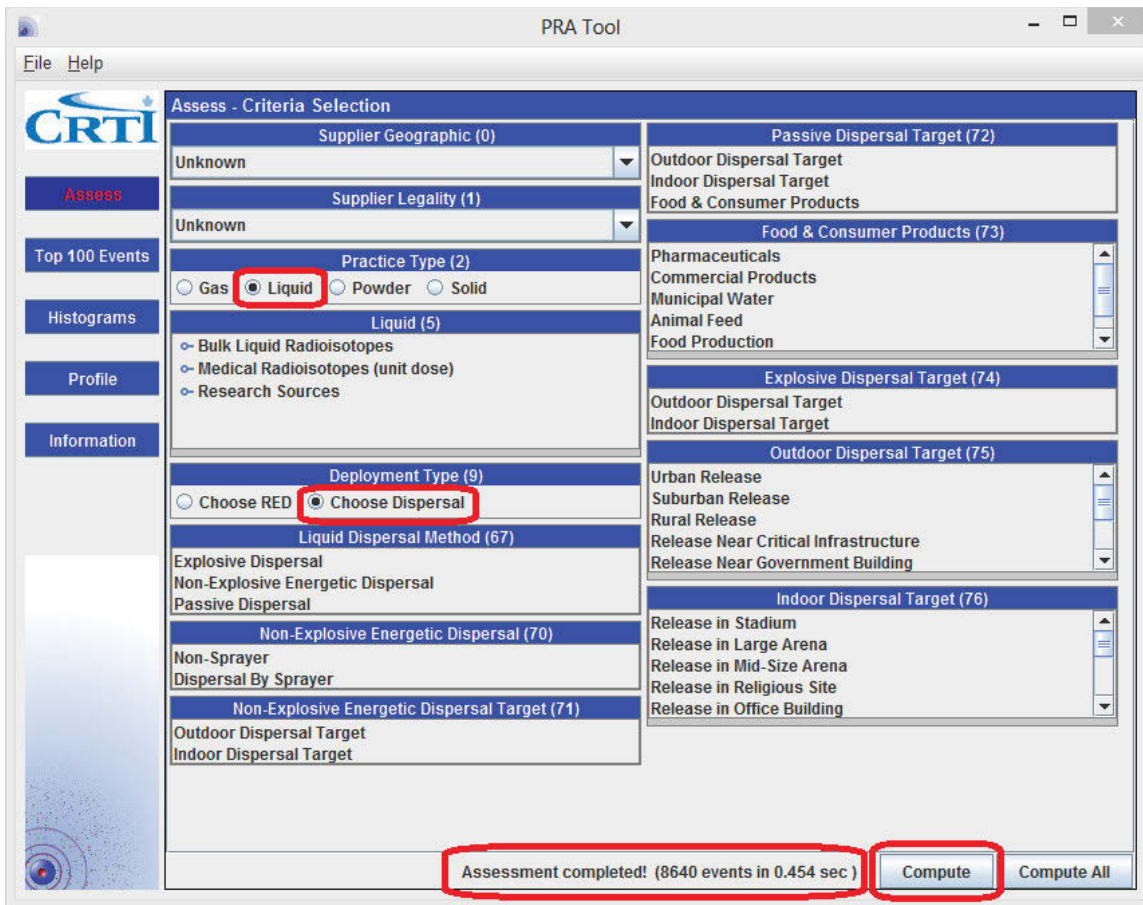 PRA Tool
File Help
CRTI
Assess
Top 100 Events
Histograms
Profile
Information
Assess - Criteria Selection
Supplier Geographic (0)
Unknown
Supplier Legality (1)
Unknown
Practice Type (2)
Gas Liquid Powder Solid
Liquid (5)
Bulk Liquid Radioisotopes
Medical Radioisotopes (unit dose)
Research Sources
Deployment Type (9)
Choose RED Choose Dispersal
Liquid Dispersal Method (67)
Explosive Dispersal
Non-Explosive Energetic Dispersal
Passive Dispersal
Non-Explosive Energetic Dispersal (70)
Non-Sprayer
Dispersal By Sprayer
Non-Explosive Energetic Dispersal Target (71)
Outdoor Dispersal Target
Indoor Dispersal Target
Passive Dispersal Target (72)
Outdoor Dispersal Target
Indoor Dispersal Target
Food & Consumer Products
Food & Consumer Products (73)
Pharmaceuticals
Commercial Products
Municipal Water
Animal Feed
Food Production
Explosive Dispersal Target (74)
Outdoor Dispersal Target
Indoor Dispersal Target
Outdoor Dispersal Target (75)
Urban Release
Suburban Release
Rural Release
Release Near Critical Infrastructure
Release Near Government Building
Indoor Dispersal Target (76)
Release in Stadium
Release in Large Arena
Release in Mid-Size Arena
Release in Religious Site
Release in Office Building
Assessment completed! (8640 events in 0.454 sec )
Compute
Compute All